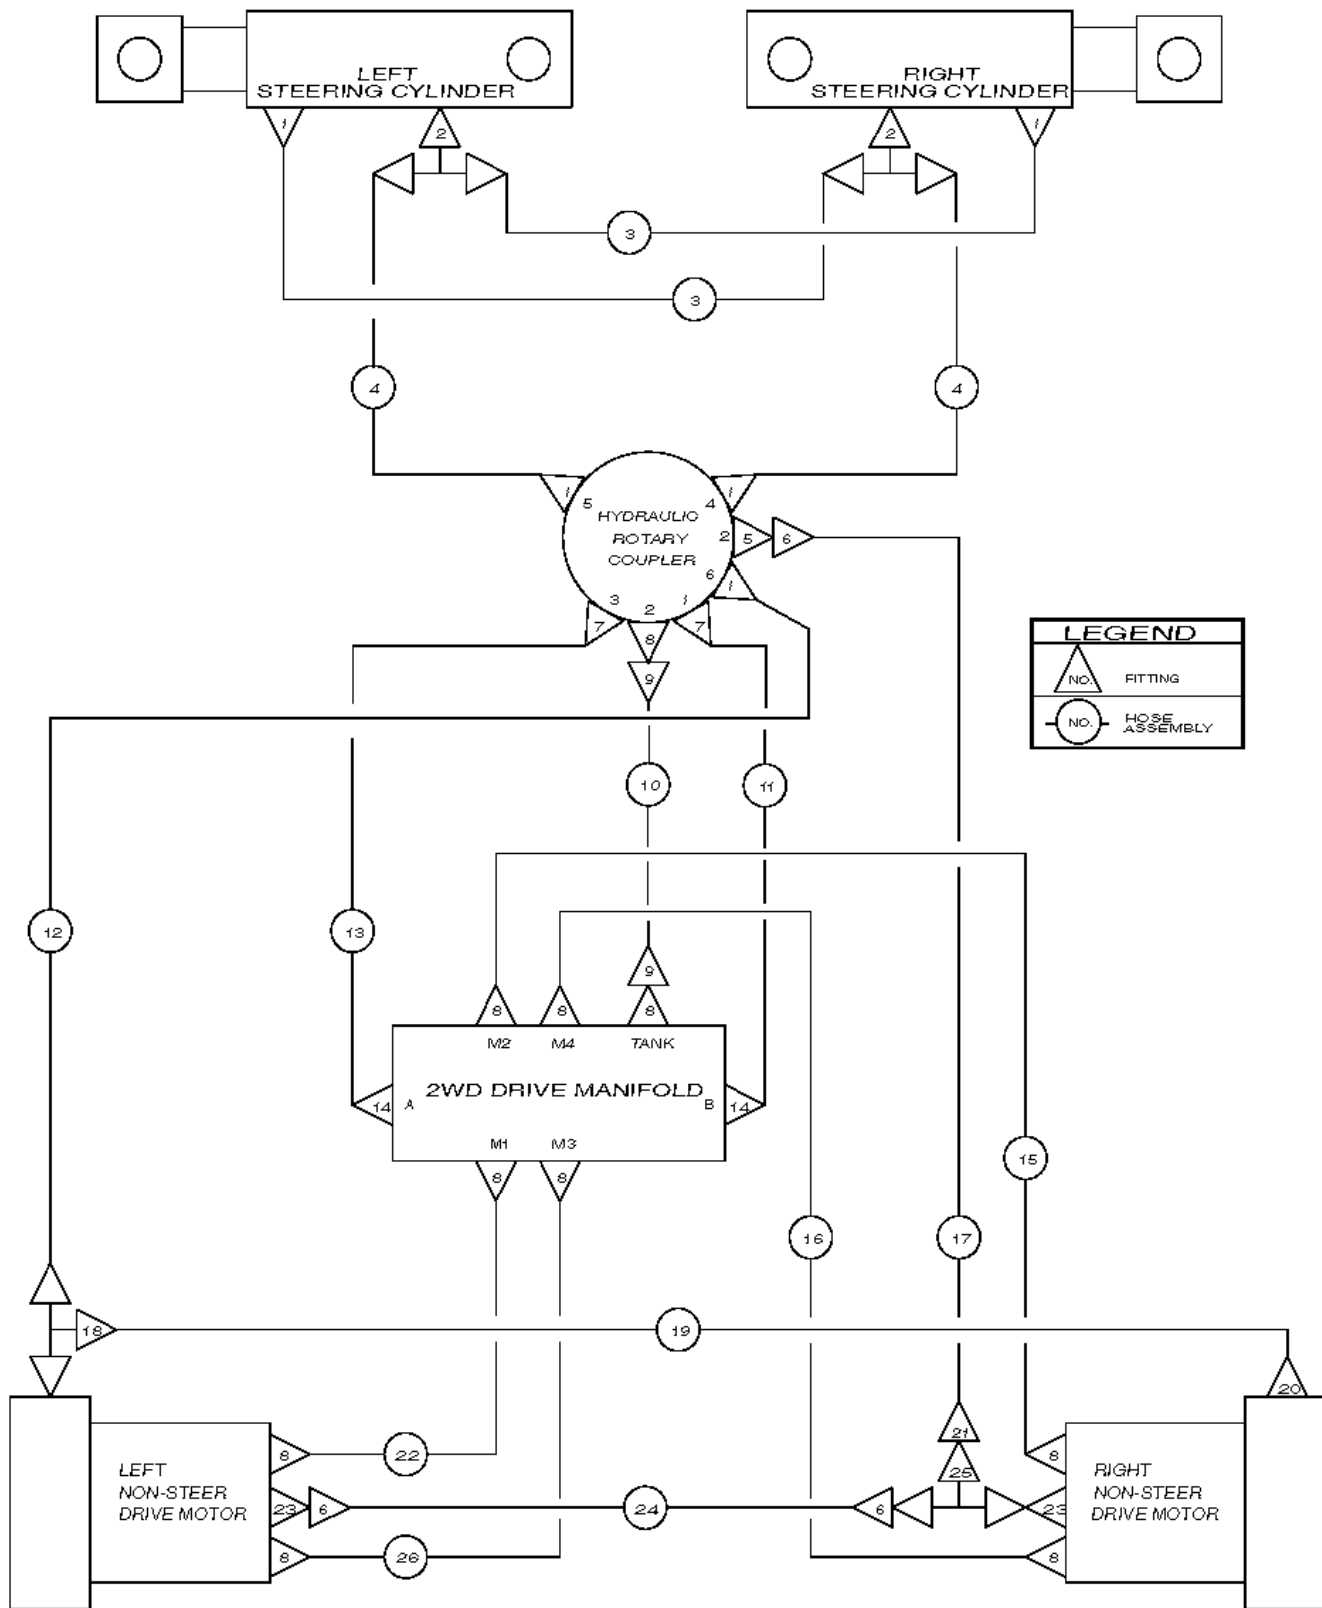 LEFT
STEERING CYLINDER
RIGHT
STEERING CYLINDER
1
2
2
1
3
3
4
4
1
5
4
1
HYDRAULIC
ROTARY
COUPLER
2
5
6
6
1
3
2
1
7
8
7
9
LEGEND
NO.
FITTING
NO.
HOSE
ASSEMBLY
10
11
12
13
9
8
8
8
M2
M4
TANK
2WD DRIVE MANIFOLD
14
A
B
14
M1
M3
8
8
15
16
17
18
19
20
21
22
8
8
25
LEFT
NON-STEER
DRIVE MOTOR
RIGHT
NON-STEER
DRIVE MOTOR
23
6
24
6
23
8
26
8